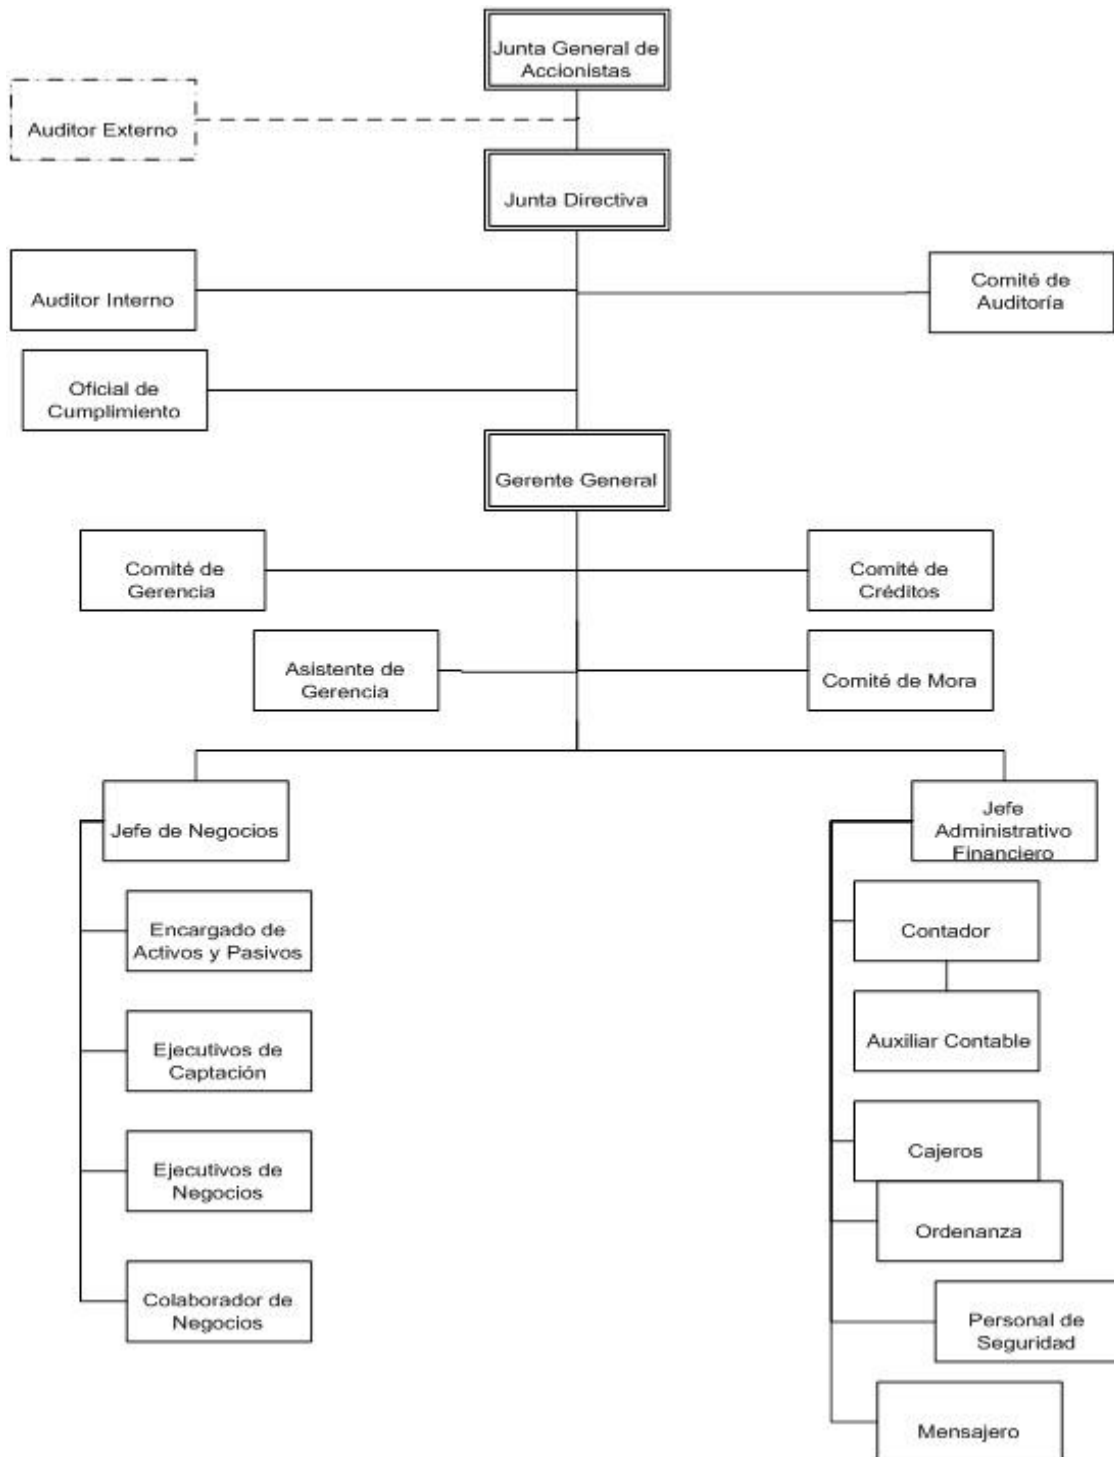 Junta General de
Accionistas
Auditor Externo
Junta Directiva
Auditor Interno
Comité de
Auditoría
Oficial de
Cumplimiento
Gerente General
Comité de
Gerencia
Comité de
Créditos
Asistente de
Gerencia
Comité de Mora
Jefe de Negocios
Jefe
Administrativo
Financiero
Encargado de
Activos y Pasivos
Ejecutivos de
Captación
Ejecutivos de
Negocios
Colaborador de
Negocios
Contador
Auxiliar Contable
Cajeros
Ordenanza
Personal de
Seguridad
Mensajero